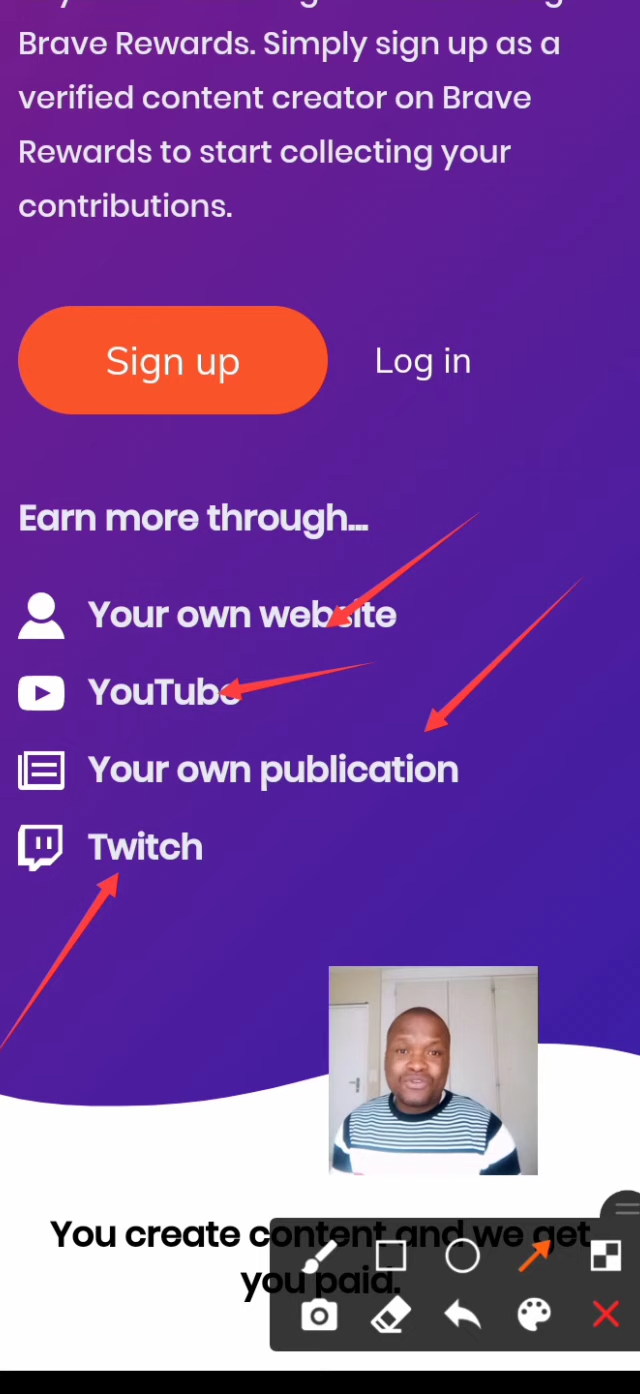 Brave Rewards. Simply sign up as a
verified content creator on Brave
Rewards to start collecting your
contributions.
Sign up
Log in
Earn more through...
Your own website
YouTube
Your own publication
Twitch
You create content and we get
you paid.